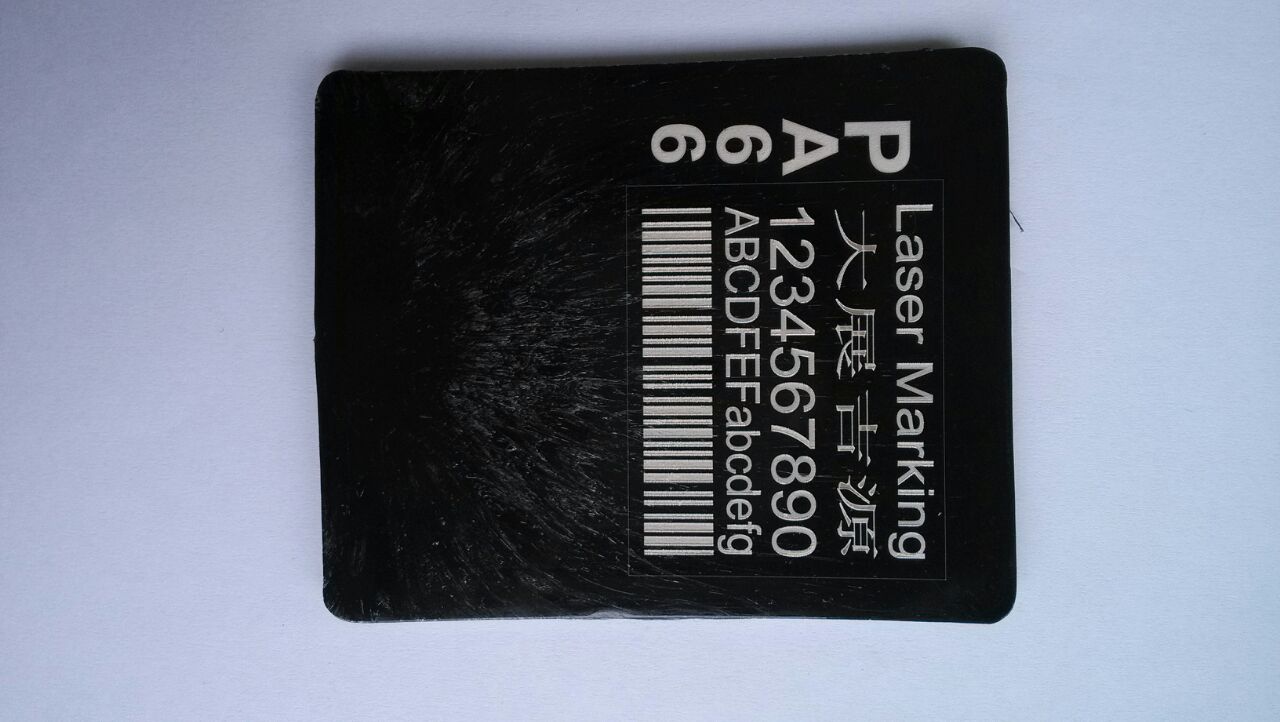 PA66
Laser Marking
大展吉源
1234567890
ABCDFEFabcdefg